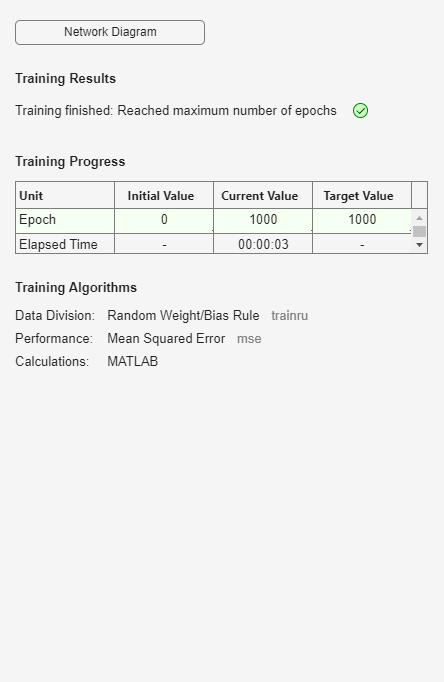 Network Diagram
Training Results
Training finished: Reached maximum number of epochs
Training Progress
Unit Initial Value Current Value Target Value
Epoch 0 1000 1000
Elapsed Time - 00:00:03 -
Training Algorithms
Data Division: Random Weight/Bias Rule trainru
Performance: Mean Squared Error mse
Calculations: MATLAB